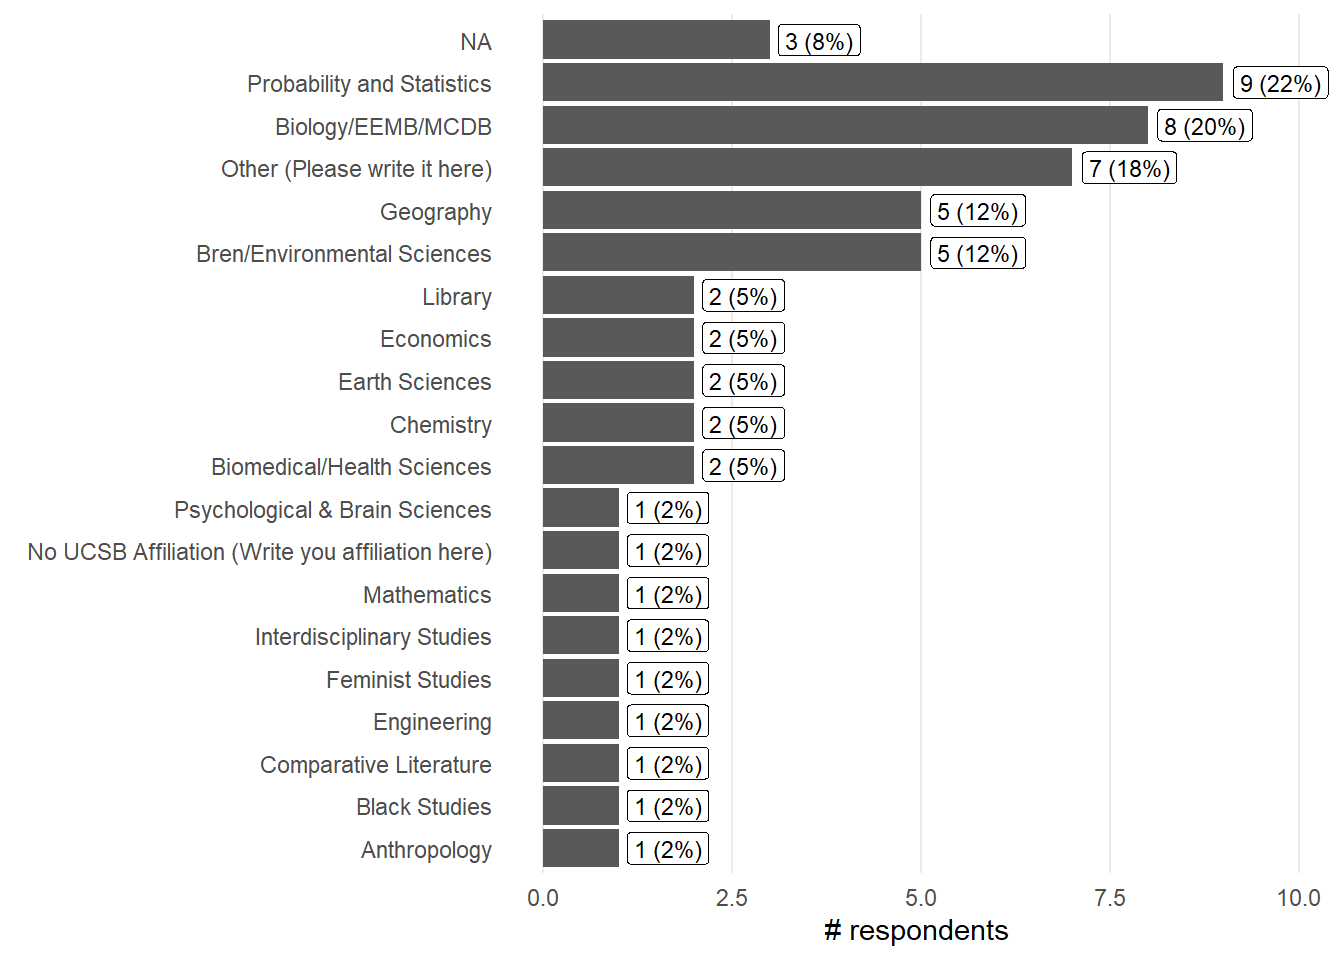 NA 3 (8%)
Probability and Statistics 9 (22%)
Biology/EEMB/MCDB 8 (20%)
Other (Please write it here) 7 (18%)
Geography 5 (12%)
Bren/Environmental Sciences 5 (12%)
Library 2 (5%)
Economics 2 (5%)
Earth Sciences 2 (5%)
Chemistry 2 (5%)
Biomedical/Health Sciences 2 (5%)
Psychological & Brain Sciences 1 (2%)
No UCSB Affiliation (Write you affiliation here) 1 (2%)
Mathematics 1 (2%)
Interdisciplinary Studies 1 (2%)
Feminist Studies 1 (2%)
Engineering 1 (2%)
Comparative Literature 1 (2%)
Black Studies 1 (2%)
Anthropology 1 (2%)
0.0 2.5 5.0 7.5 10.0
# respondents